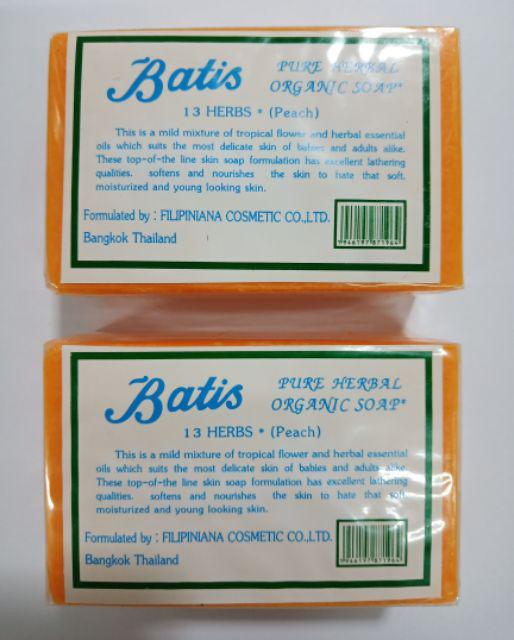 Batis
PURE HERBAL
ORGANIC SOAP*
13 HERBS * (Peach)
This is a mild mixture of tropical flower and herbal essential
oils which suits the most delicate skin of babies and adults alike.
These top-of-the line skin soap formulation has excellent lathering
qualities. softens and nourishes the skin to hate that soft.
moisturized and young looking skin.
Formulated by : FILIPINIANA COSMETIC CO.,LTD.
Bangkok Thailand
9946197871964
Batis
PURE HERBAL
ORGANIC SOAP*
13 HERBS * (Peach)
This is a mild mixture of tropical flower and herbal essential
oils which suits the most delicate skin of babies and adults alike.
These top-of-the line skin soap formulation has excellent lathering
qualities. softens and nourishes the skin to hate that soft.
moisturized and young looking skin.
Formulated by : FILIPINIANA COSMETIC CO.,LTD.
Bangkok Thailand
9946197871964